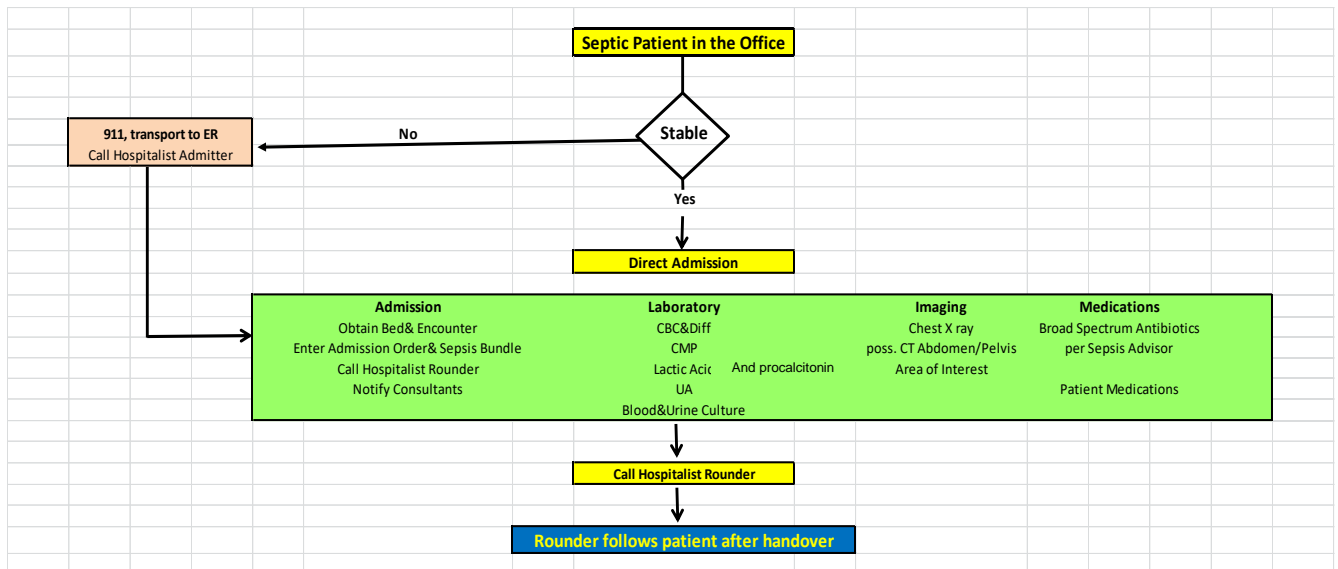 Septic Patient in the Office
Stable
No
911, transport to ER
Call Hospitalist Admitter
Yes
Direct Admission
Admission
Obtain Bed& Encounter
Enter Admission Order& Sepsis Bundle
Call Hospitalist Rounder
Notify Consultants
Laboratory
CBC&Diff
CMP
Lactic Acid And procalcitonin
UA
Blood&Urine Culture
Imaging
Chest X ray
poss. CT Abdomen/Pelvis
Area of Interest
Medications
Broad Spectrum Antibiotics
per Sepsis Advisor
Patient Medications
Call Hospitalist Rounder
Rounder follows patient after handover